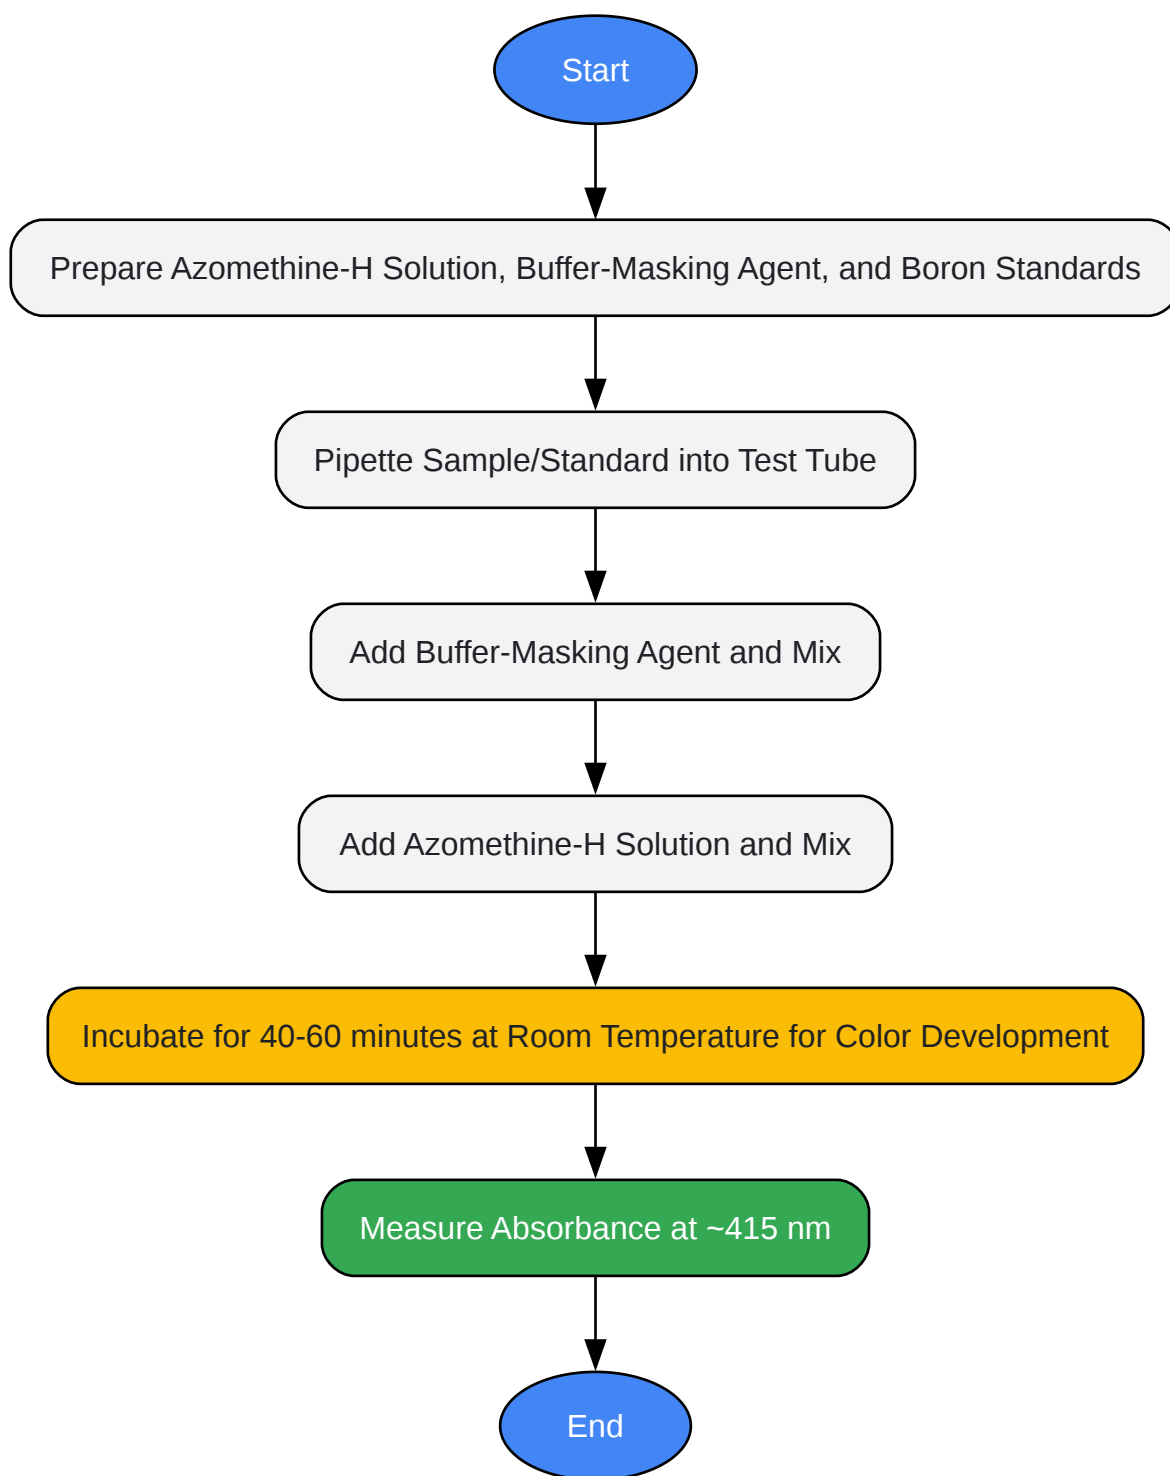 Start
Prepare Azomethine-H Solution, Buffer-Masking Agent, and Boron Standards
Pipette Sample/Standard into Test Tube
Add Buffer-Masking Agent and Mix
Add Azomethine-H Solution and Mix
Incubate for 40-60 minutes at Room Temperature for Color Development
Measure Absorbance at ~415 nm
End